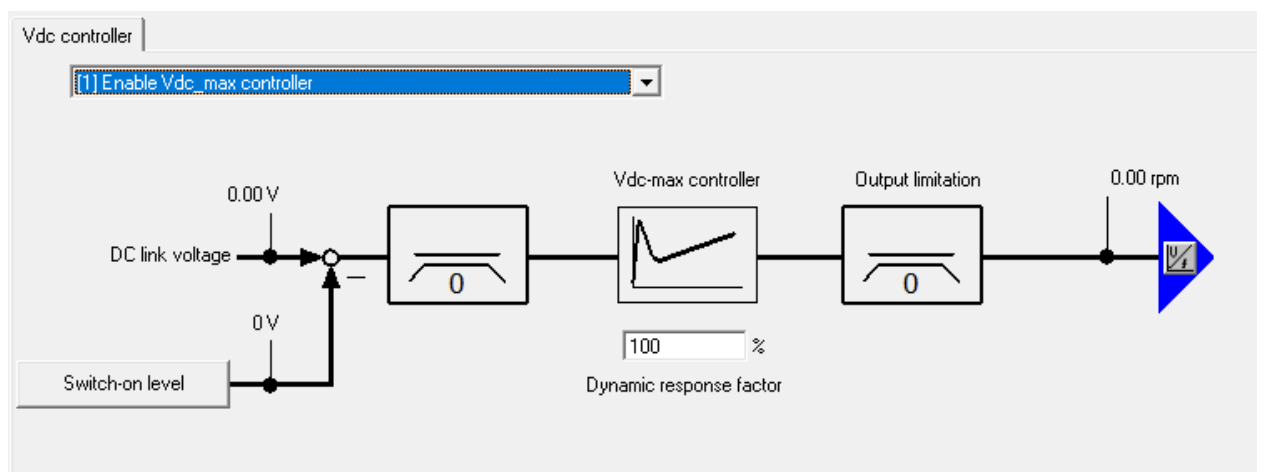 Vdc controller
[1] Enable Vdc_max controller
0.00 V
Vdc-max controller
Output limitation
0.00 rpm
DC link voltage
0
0
U/f
0 V
100 %
Switch-on level
Dynamic response factor